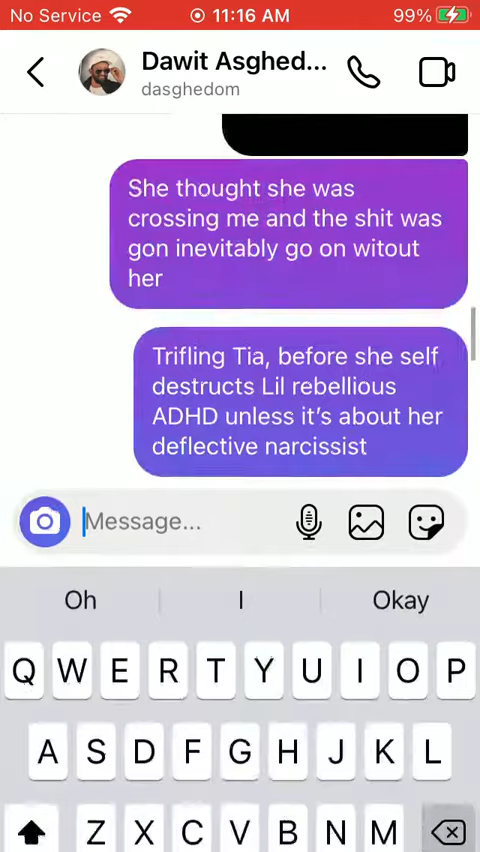 No Service 11:16 AM 99%
Dawit Asghed...
dasghedom
She thought she was
crossing me and the shit was
gon inevitably go on witout
her
Trifling Tia, before she self
destructs Lil rebellious
ADHD unless it’s about her
deflective narcissist
Message...
Oh I Okay
Q W E R T Y U I O P
A S D F G H J K L
Z X C V B N M